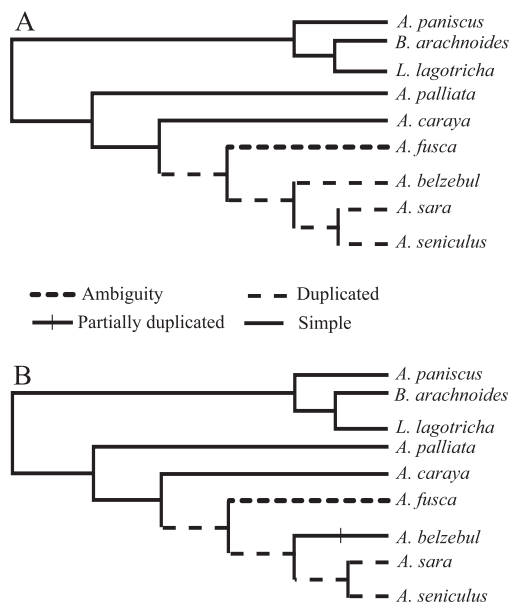 A
A. paniscus
B. arachnoides
L. lagotricha
A. palliata
A. caraya
A. fusca
A. belzebul
A. sara
A. seniculus
Ambiguity
Duplicated
Partially duplicated
Simple
B
A. paniscus
B. arachnoides
L. lagotricha
A. palliata
A. caraya
A. fusca
A. belzebul
A. sara
A. seniculus